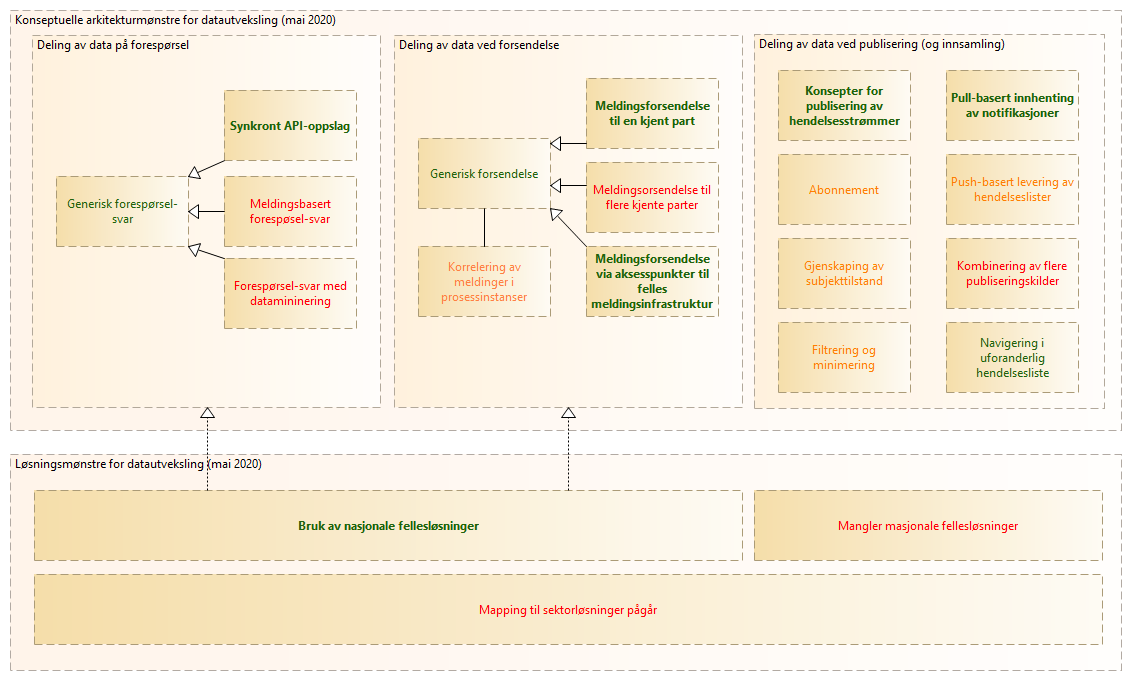 Konseptuelle arkitekturmønstre for datautveksling (mai 2020)
Deling av data på forespørsel
Synkront API-oppslag
Generisk forespørsel-
svar
Meldingsbasert
forespøsel-svar
Forespørsel-svar med
datamininering
Deling av data ved forsendelse
Meldingsforsendelse
til en kjent part
Generisk forsendelse
Meldingsorsendelse til
flere kjente parter
Korrelering av
meldinger i
prosessinstanser
Meldingsforsendelse
via aksesspunkter til
felles
meldingsinfrastruktur
Deling av data ved publisering (og innsamling)
Konsepter for
publisering av
hendelsesstrømmer
Pull-basert innhenting
av notifikasjoner
Abonnement
Push-basert levering av
hendelseslister
Gjenskaping av
subjekttilstand
Kombinering av flere
publiseringskilder
Filtrering og
minimering
Navigering i
uforanderlig
hendelsesliste
Løsningsmønstre for datautveksling (mai 2020)
Bruk av nasjonale fellesløsninger
Mangler masjonale fellesløsninger
Mapping til sektorløsninger pågår